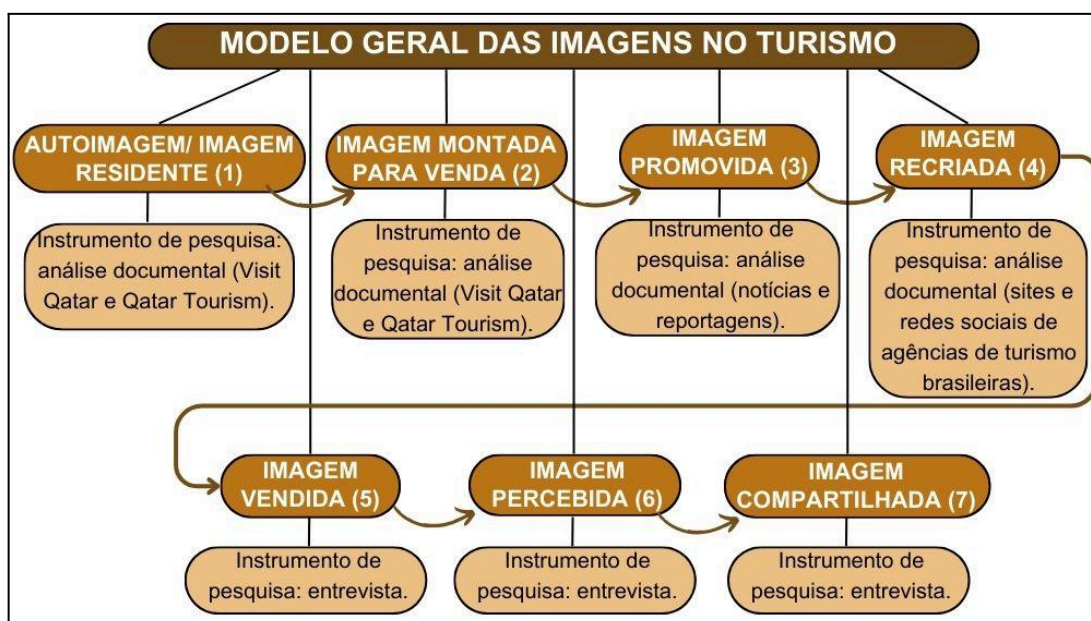 MODELO GERAL DAS IMAGENS NO TURISMO
AUTOIMAGEM/ IMAGEM
RESIDENTE (1)
Instrumento de pesquisa:
análise documental (Visit
Qatar e Qatar Tourism).
IMAGEM MONTADA
PARA VENDA (2)
Instrumento de
pesquisa: análise
documental (Visit Qatar
e Qatar Tourism).
IMAGEM
PROMOVIDA (3)
Instrumento de
pesquisa: análise
documental (notícias e
reportagens).
IMAGEM
RECRIADA (4)
Instrumento de
pesquisa: análise
documental (sites e
redes sociais de
agências de turismo
brasileiras).
IMAGEM
VENDIDA (5)
Instrumento de
pesquisa: entrevista.
IMAGEM
PERCEBIDA (6)
Instrumento de
pesquisa: entrevista.
IMAGEM
COMPARTILHADA (7)
Instrumento de
pesquisa: entrevista.